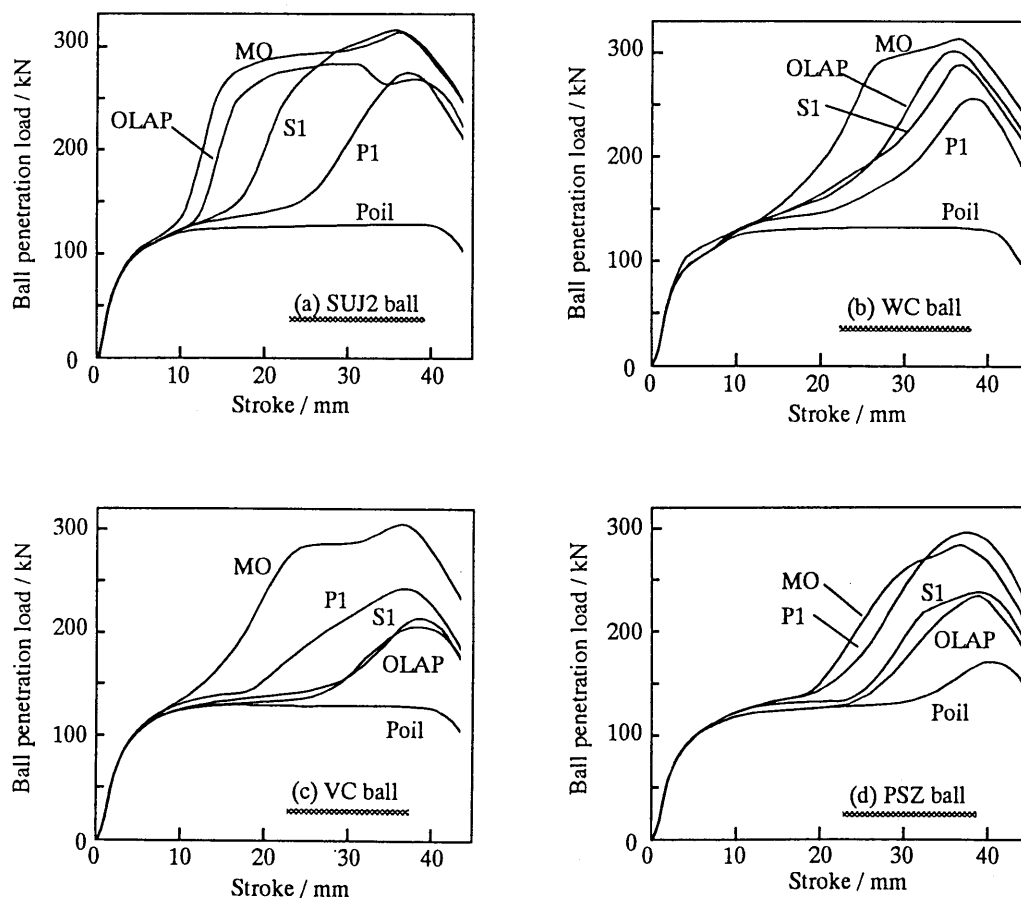 Ball penetration load / kN
300
200
100
0
0 10 20 30 40
Stroke / mm
MO
OLAP
S1
P1
Poil
(a) SUJ2 ball
Ball penetration load / kN
300
200
100
0
0 10 20 30 40
Stroke / mm
MO
OLAP
S1
P1
Poil
(b) WC ball
Ball penetration load / kN
300
200
100
0
0 10 20 30 40
Stroke / mm
MO
P1
S1
OLAP
Poil
(c) VC ball
Ball penetration load / kN
300
200
100
0
0 10 20 30 40
Stroke / mm
MO
P1
S1
OLAP
Poil
(d) PSZ ball